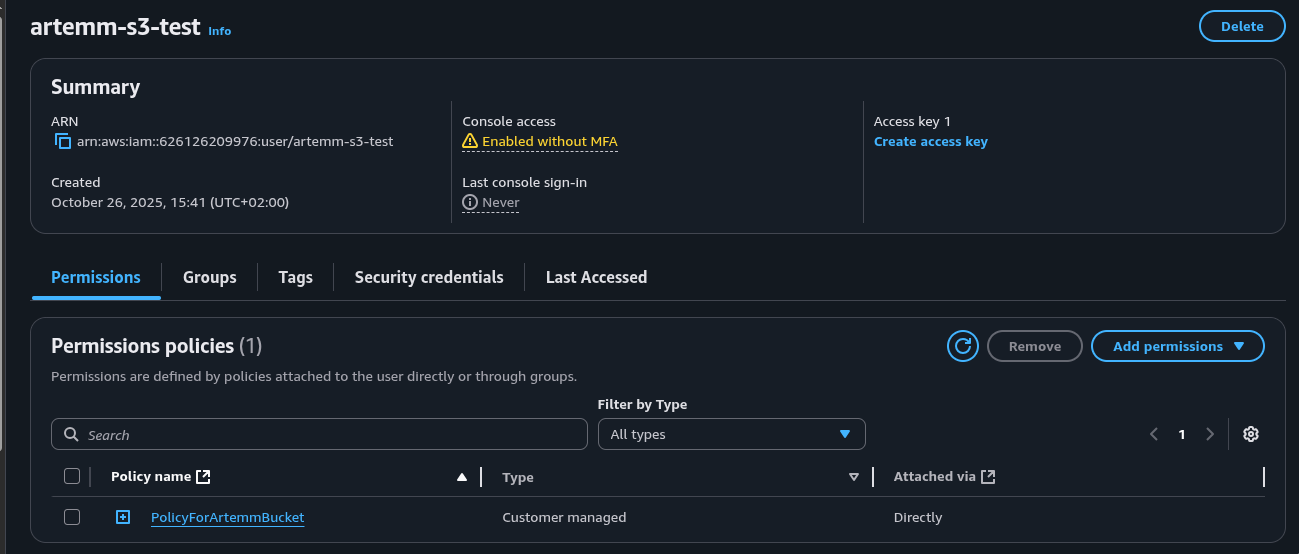 artemm-s3-test Info
Delete
Summary
ARN
arn:aws:iam::626126209976:user/artemm-s3-test
Console access
Enabled without MFA
Access key 1
Create access key
Created
October 26, 2025, 15:41 (UTC+02:00)
Last console sign-in
Never
Permissions Groups Tags Security credentials Last Accessed
Permissions policies (1)
Remove Add permissions
Permissions are defined by policies attached to the user directly or through groups.
Filter by Type
Search All types 1
Policy name Type Attached via
PolicyForArtemmBucket Customer managed Directly